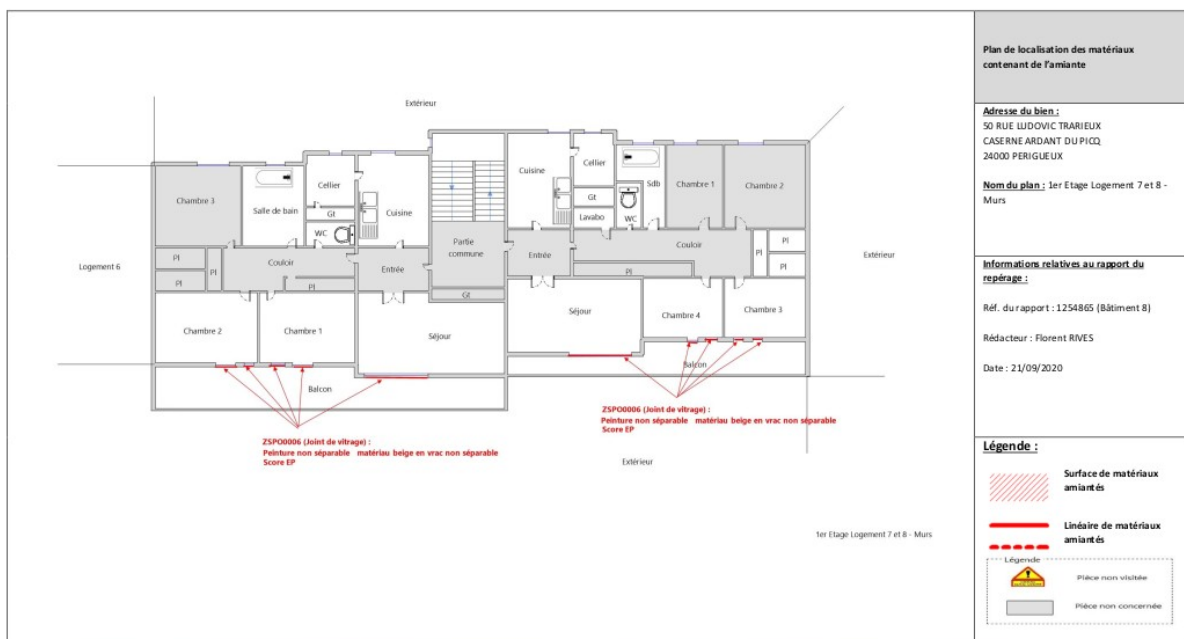 Plan de localisation des matériaux
contenant de l'amiante
Adresse du bien :
50 RUE LUDOVIC TRARIEUX
CASERNE ARDANT DU PICQ
24000 PERIGUEUX
Nom du plan : 1er Etage Logement 7 et 8 -
Murs
Informations relatives au rapport du
repérage :
Réf. du rapport : 1254865 (Bâtiment 8)
Rédacteur : Florent RIVES
Date : 21/09/2020
Légende :
Surface de matériaux
amiantés
Linéaire de matériaux
amiantés
Légende
Pièce non visitée
Pièce non concernée
Extérieur
Cuisine
Cellier
Gt
Lavabo
Sdb
WC
Chambre 1
Chambre 2
Chambre 3
Salle de bain
Cellier
Gt
WC
Cuisine
Partie
commune
Gt
Entrée
Couloir
Pl
Pl
Pl
Pl
Logement 6
Pl
Pl
Pl
Couloir
Pl
Entrée
Extérieur
Chambre 2
Chambre 1
Séjour
Séjour
Chambre 4
Chambre 3
Balcon
Balcon
ZSPO0006 (Joint de vitrage) :
Peinture non séparable matériau beige en vrac non séparable
Score EP
ZSPO0006 (Joint de vitrage) :
Peinture non séparable matériau beige en vrac non séparable
Score EP
Extérieur
1er Etage Logement 7 et 8 - Murs